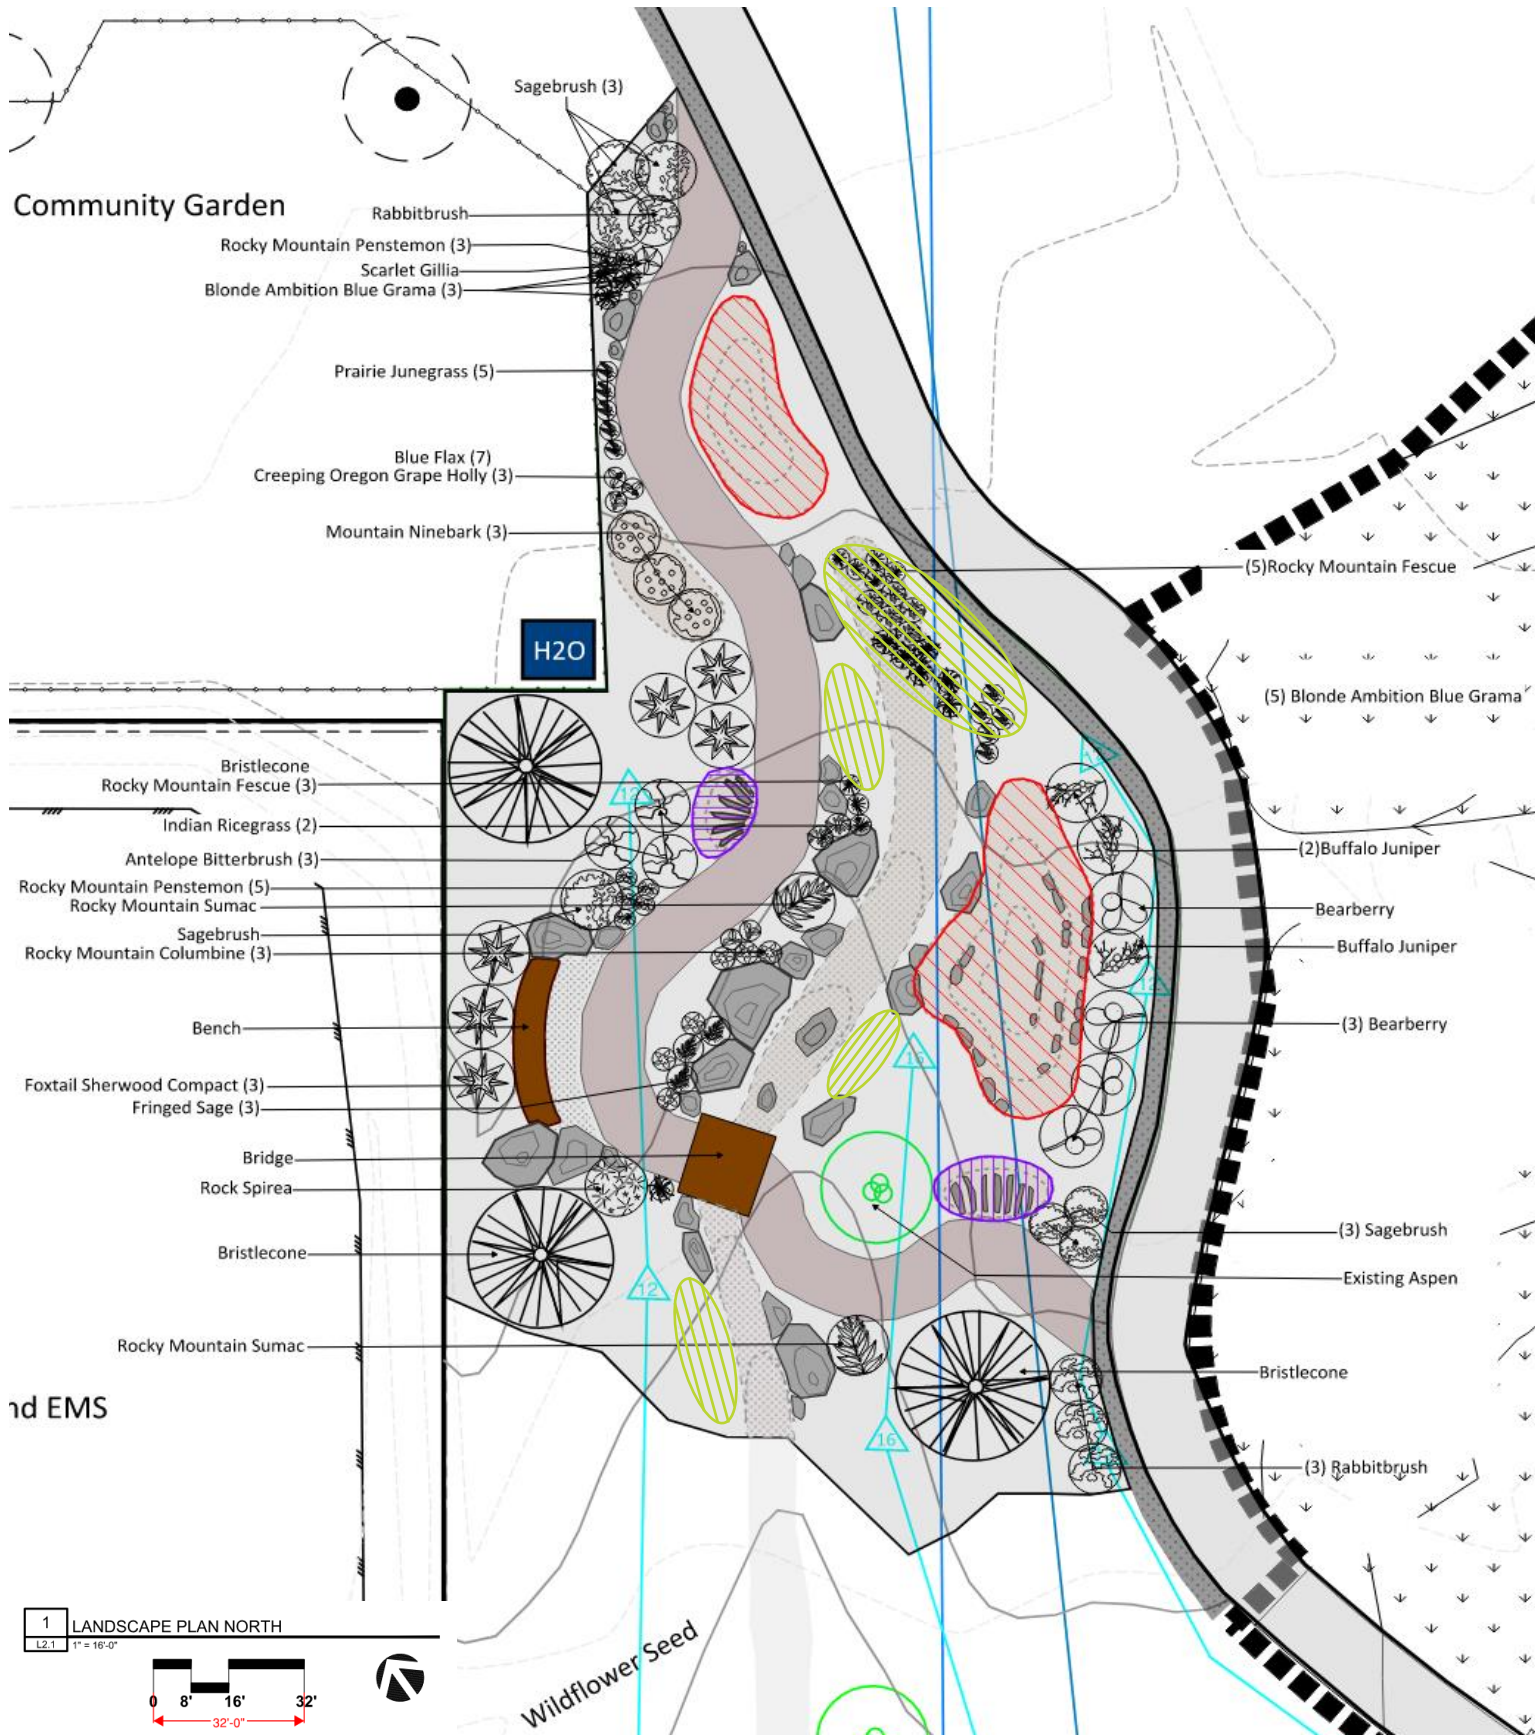 Sagebrush (3)
Community Garden
Rabbitbrush
Rocky Mountain Penstemon (3)
Scarlet Gillia
Blonde Ambition Blue Grama (3)
Prairie Junegrass (5)
Blue Flax (7)
Creeping Oregon Grape Holly (3)
Mountain Ninebark (3)
(5)Rocky Mountain Fescue
H2O
(5) Blonde Ambition Blue Grama
Bristlecone
Rocky Mountain Fescue (3)
12
Indian Ricegrass (2)
(2)Buffalo Juniper
Antelope Bitterbrush (3)
Rocky Mountain Penstemon (5)
Rocky Mountain Sumac
Bearberry
Sagebrush
Rocky Mountain Columbine (3)
Buffalo Juniper
12
Bench
(3) Bearberry
16
Foxtail Sherwood Compact (3)
Fringed Sage (3)
Bridge
Rock Spirea
(3) Sagebrush
Bristlecone
Existing Aspen
12
Rocky Mountain Sumac
Bristlecone
nd EMS
16
(3) Rabbitbrush
1 LANDSCAPE PLAN NORTH
L2.1 1" = 16'-0"
Wildflower Seed
0 8' 16' 32'
32'-0"